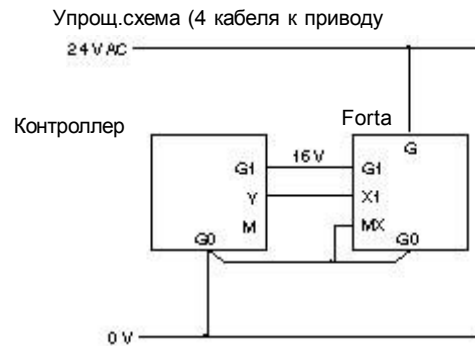 Упрощ.схема (4 кабеля к приводу
24 V AC
Контроллер
Forta
G
G1
16 V
G1
Y
X1
M
MX
G0
G0
0 V